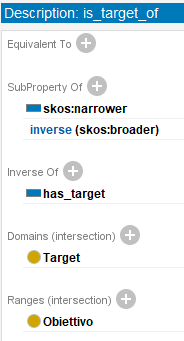 Description: is_target_of
Equivalent To
SubProperty Of
skos:narrower
inverse (skos:broader)
Inverse Of
has_target
Domains (intersection)
Target
Ranges (intersection)
Obiettivo